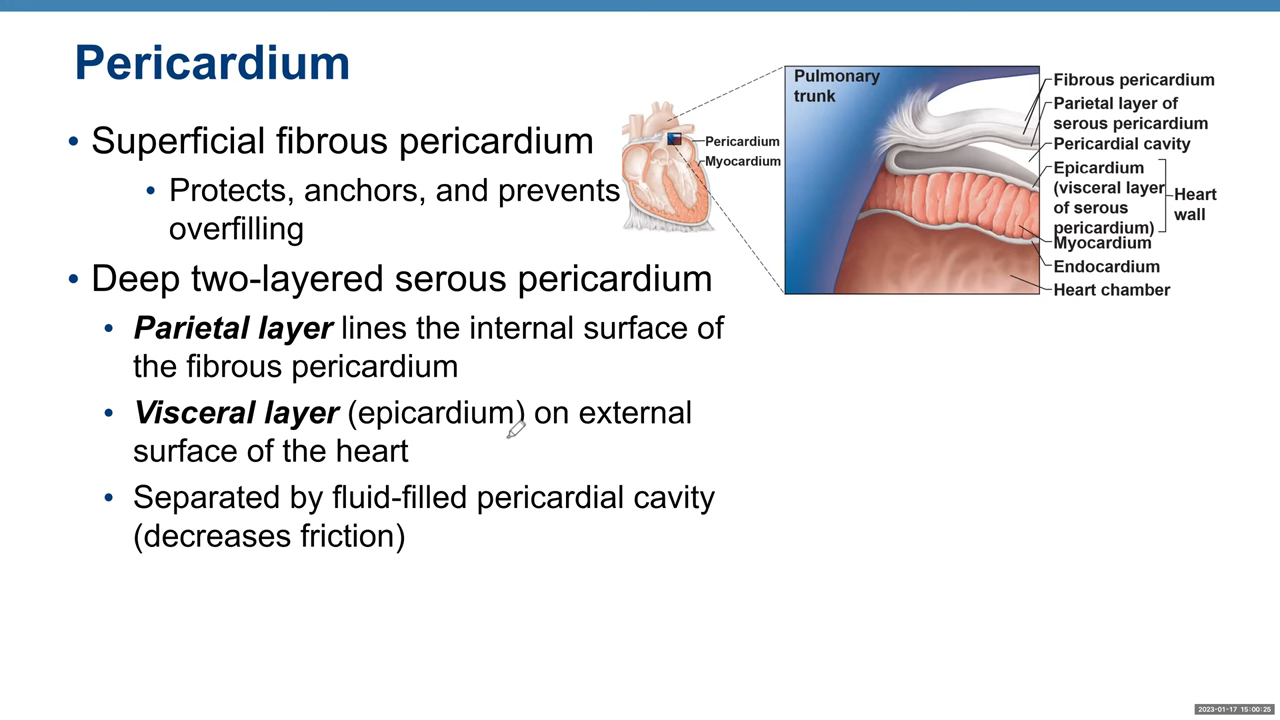 Pericardium
• Superficial fibrous pericardium
• Protects, anchors, and prevents
overfilling
• Deep two-layered serous pericardium
• Parietal layer lines the internal surface of
the fibrous pericardium
• Visceral layer (epicardium) on external
surface of the heart
• Separated by fluid-filled pericardial cavity
(decreases friction)
Pericardium
Myocardium
Pulmonary
trunk
Fibrous pericardium
Parietal layer of
serous pericardium
Pericardial cavity
Epicardium
(visceral layer
of serous
pericardium)
Myocardium
Endocardium
Heart chamber
Heart
wall
2023-01-17 15:00:25